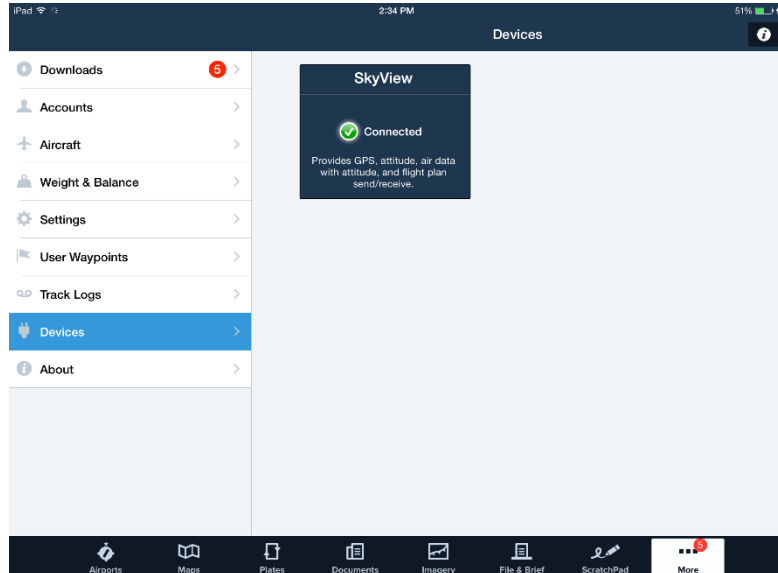 iPad 2:34 PM 51%
Devices
Downloads 5
Accounts
Aircraft
Weight & Balance
Settings
User Waypoints
Track Logs
Devices
About
SkyView
Connected
Provides GPS, attitude, air data
with attitude, and flight plan
send/receive.
5
Airports Maps Plates Documents Imagery File & Brief ScratchPad More